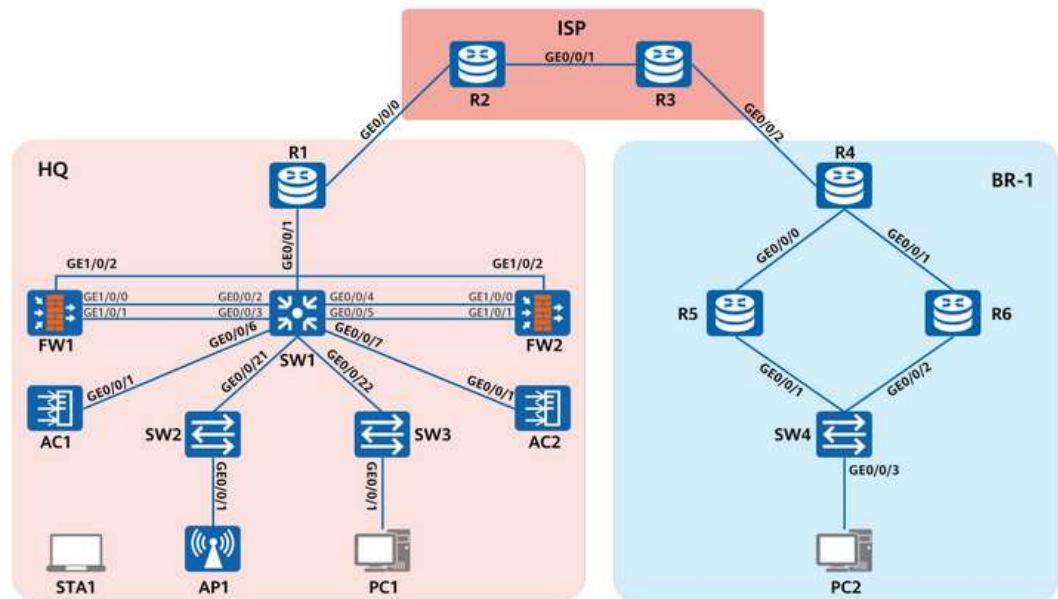 ISP
GE0/0/1
R2
R3
GE0/0/0
GE0/0/2
HQ
R1
R4
BR-1
GE0/0/1
GE0/0/0
GE0/0/1
GE1/0/2
GE1/0/2
GE1/0/0
GE0/0/2
GE0/0/4
GE1/0/0
GE1/0/1
GE0/0/3
GE0/0/5
GE1/0/1
R5
R6
FW1
GE0/0/6
SW1
GE0/0/7
FW2
GE0/0/1
GE0/0/21
GE0/0/22
GE0/0/1
GE0/0/1
GE0/0/2
AC1
SW2
SW3
AC2
SW4
GE0/0/1
GE0/0/1
GE0/0/3
STA1
AP1
PC1
PC2